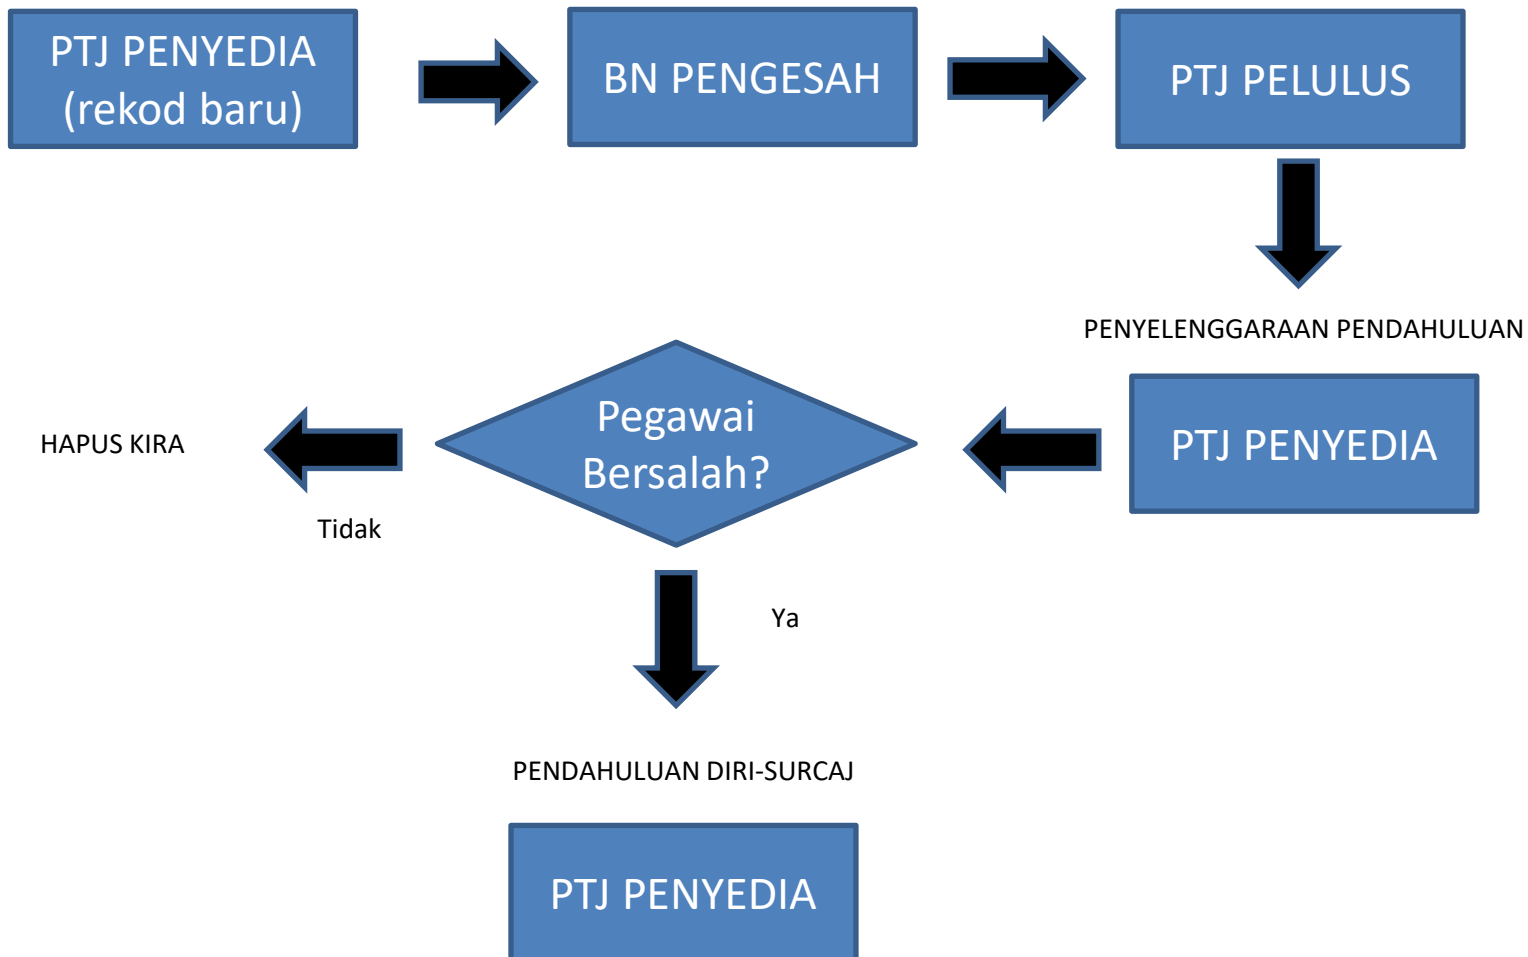 PTJ PENYEDIA
(rekod baru)
BN PENGESAH
PTJ PELULUS
PENYELENGGARAAN PENDAHULUAN
PTJ PENYEDIA
Pegawai
Bersalah?
HAPUS KIRA
Tidak
Ya
PENDAHULUAN DIRI-SURCAJ
PTJ PENYEDIA